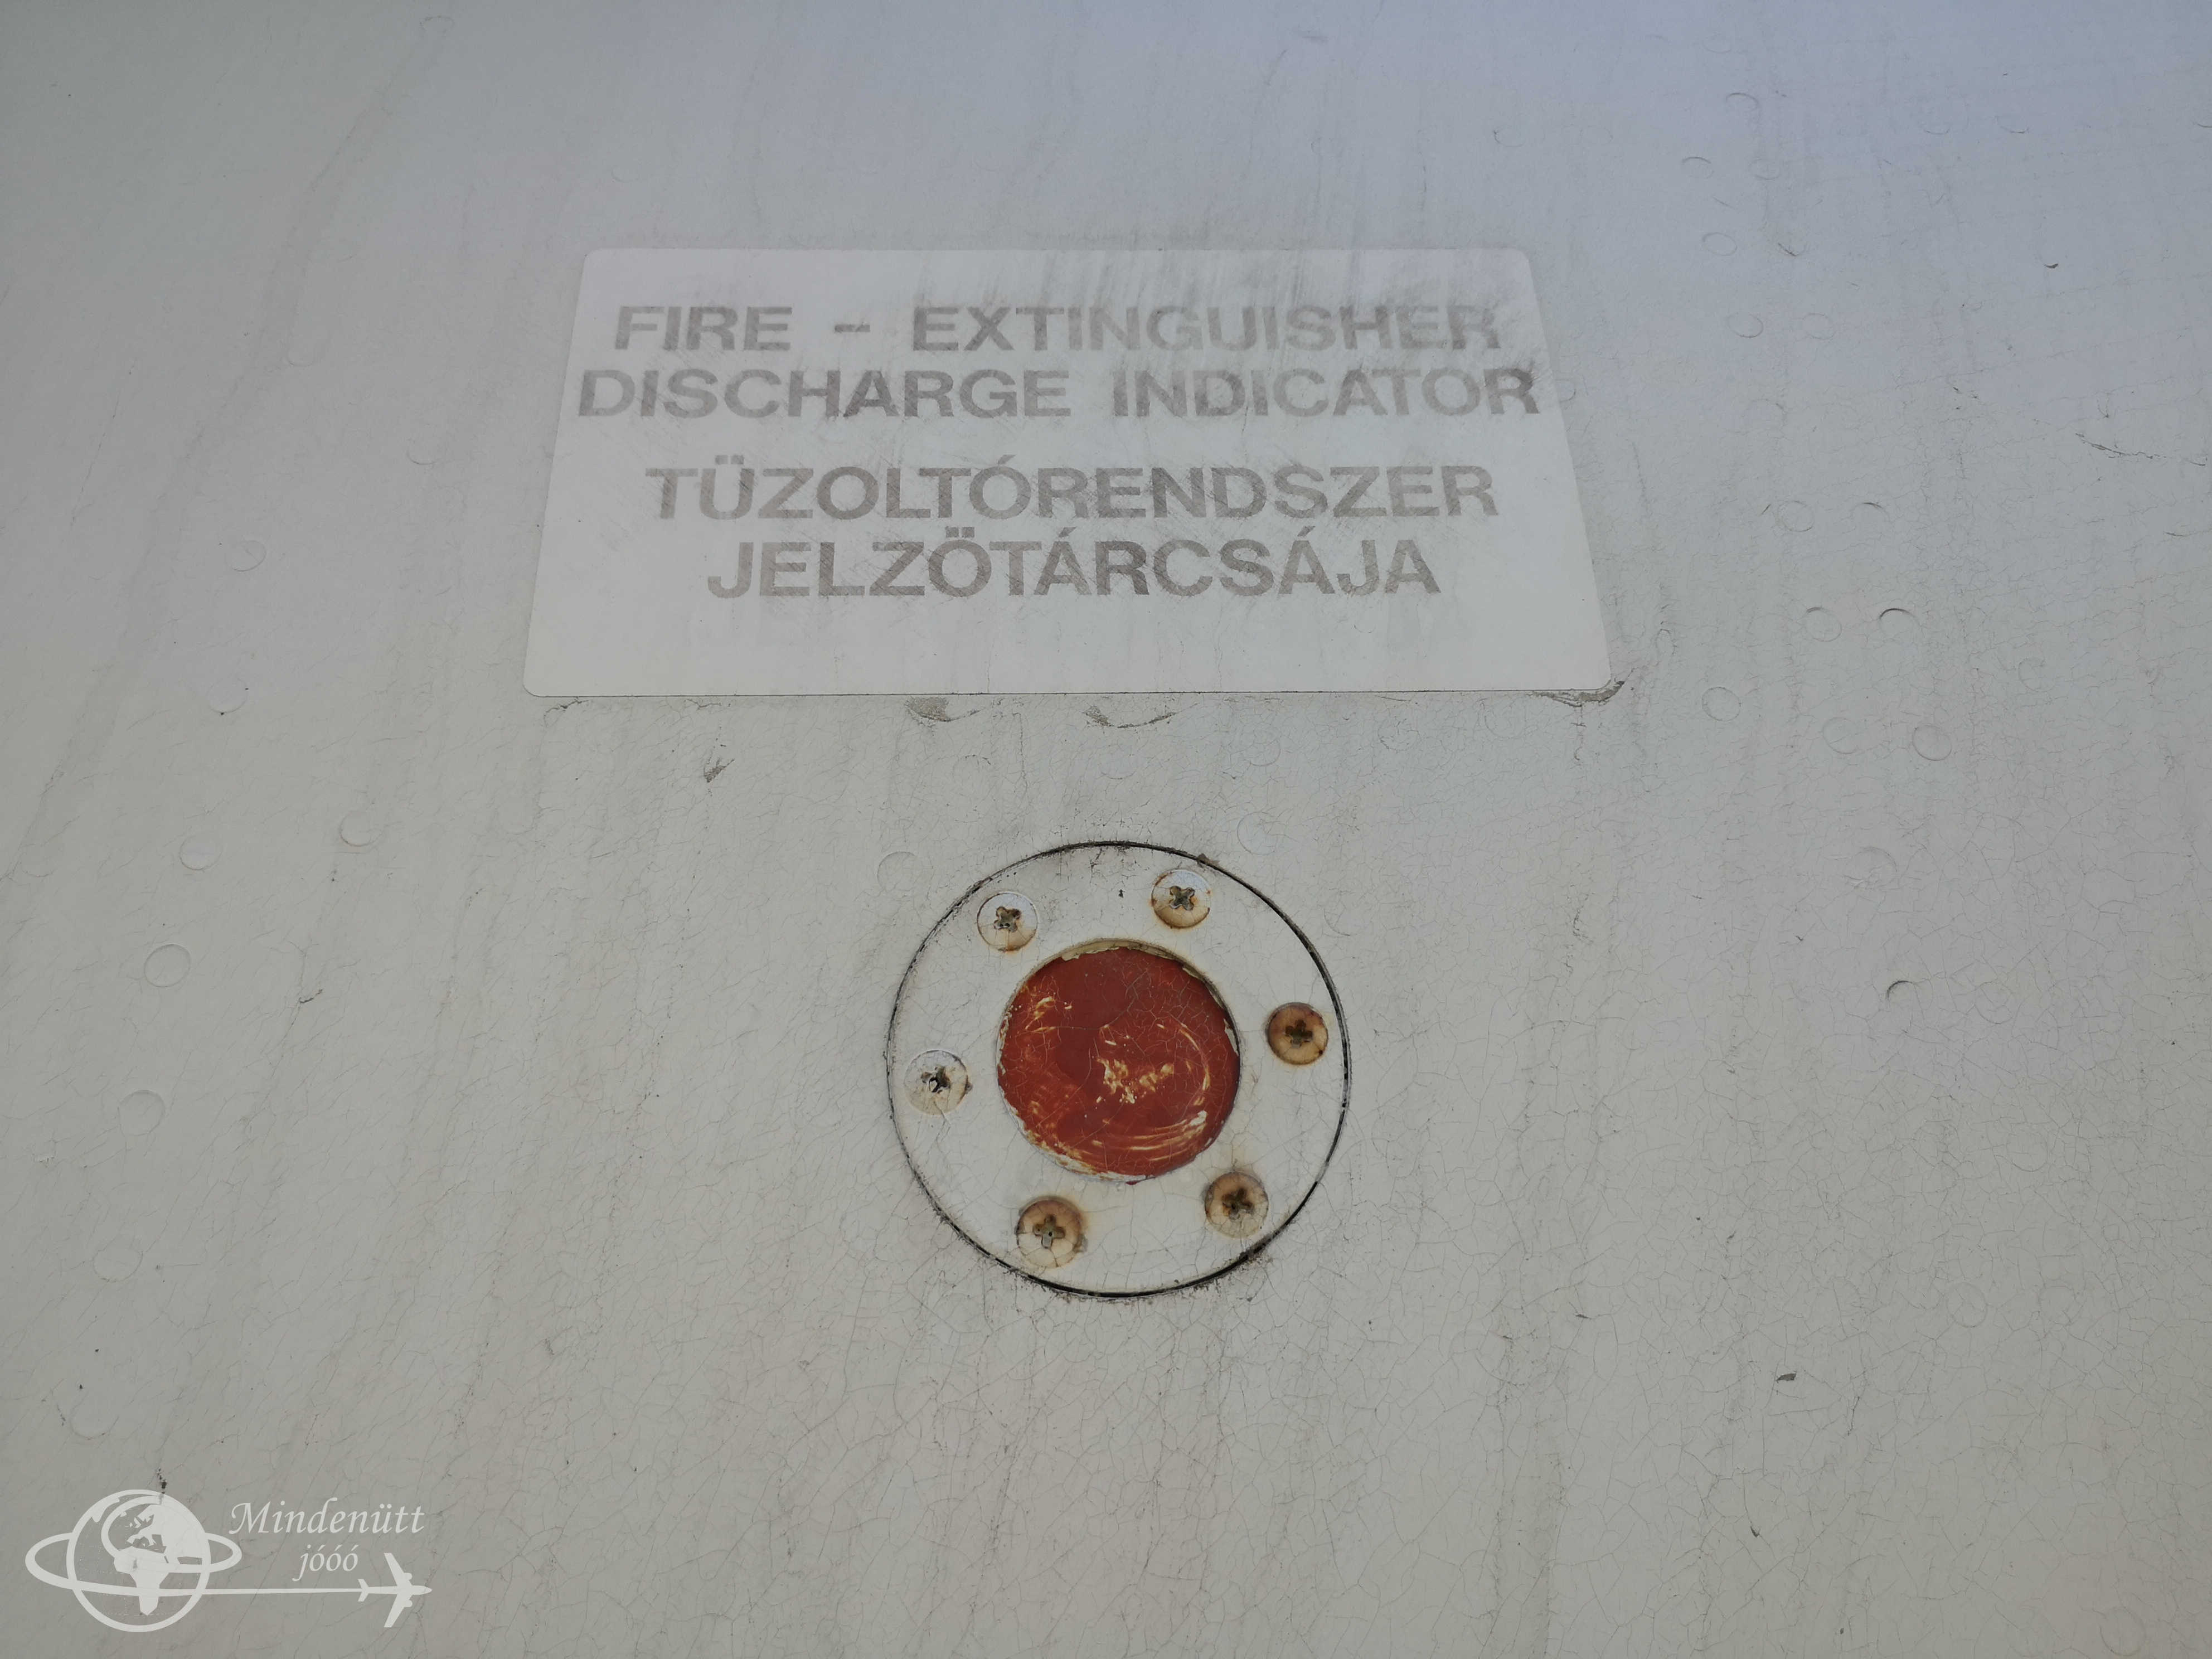 FIRE - EXTINGUISHER
DISCHARGE INDICATOR
TÜZOLTÓRENDSZER
JELZÖTÁRCSÁJA
Mindenütt
jóóó